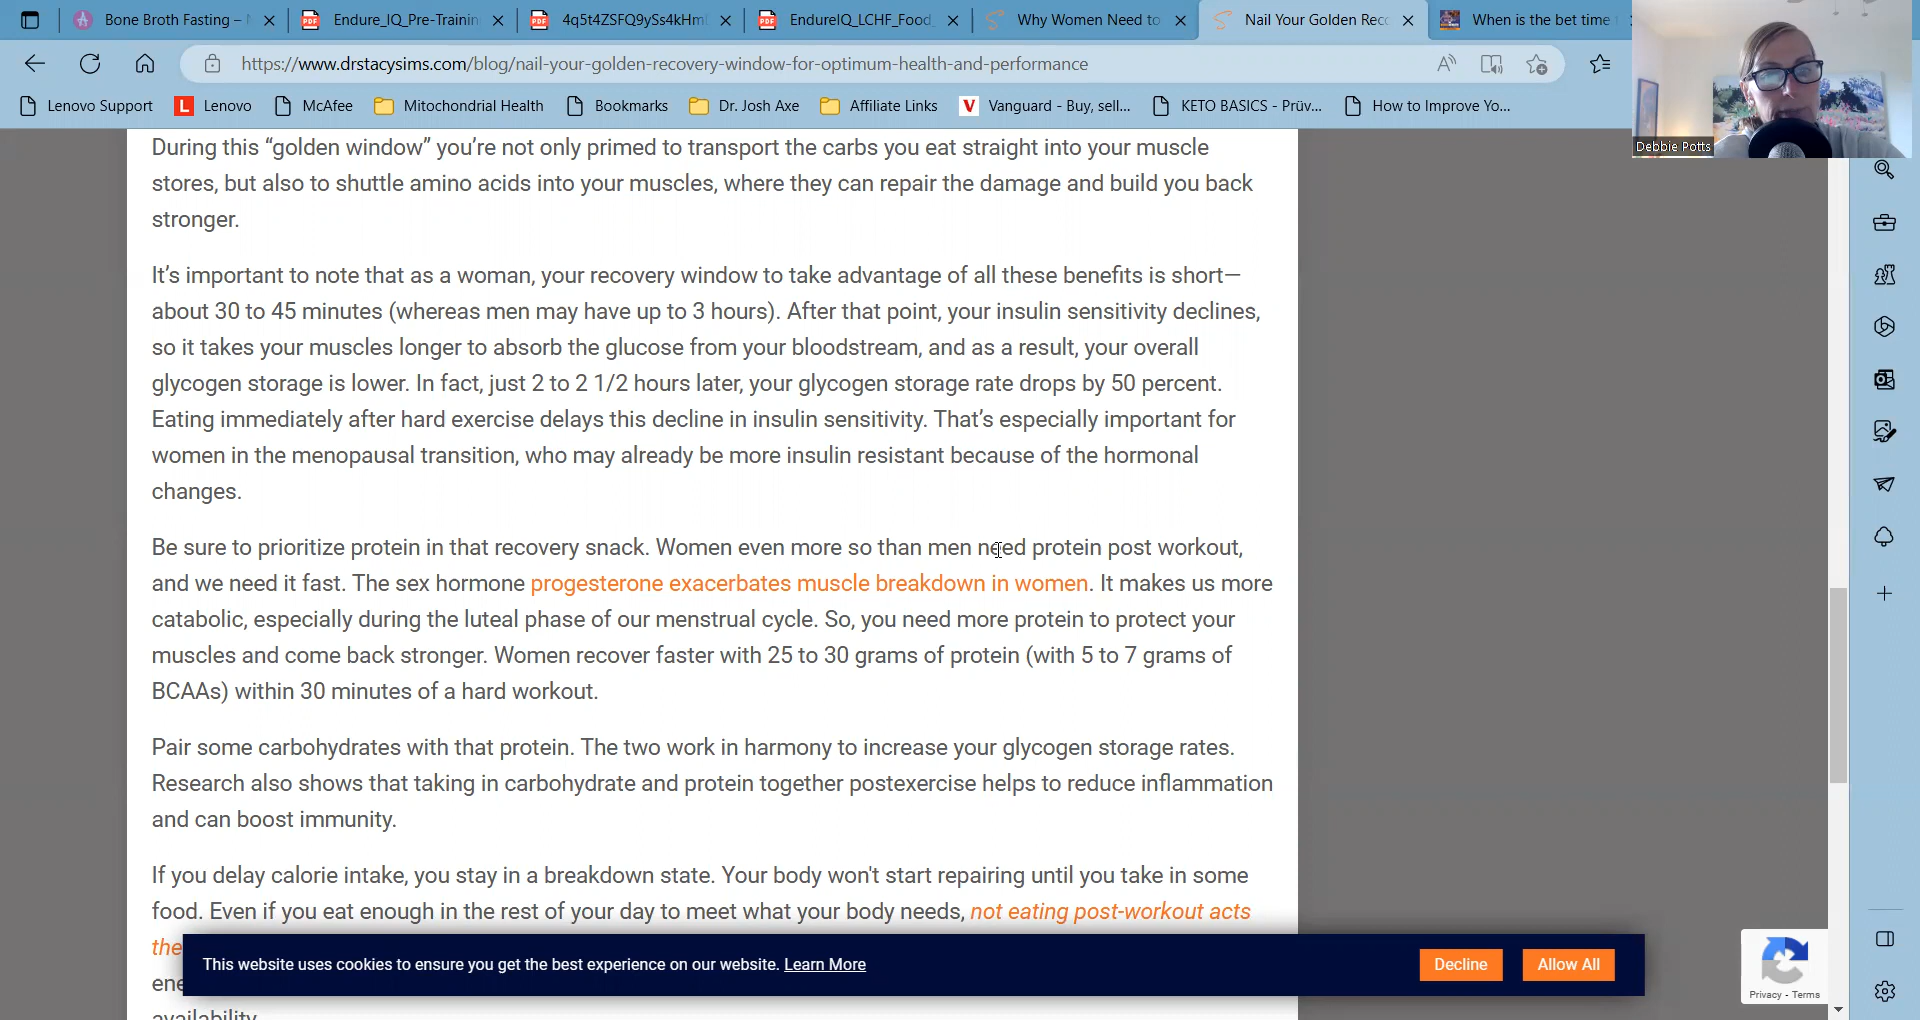 Bone Broth Fasting –
Endure_IQ_Pre-Trainin
4q5t4ZSFQ9ySs4kHm
EndureIQ_LCHF_Food_
Why Women Need to
Nail Your Golden Rec
When is the bet time
https://www.drstacysims.com/blog/nail-your-golden-recovery-window-for-optimum-health-and-performance
Lenovo Support
L Lenovo
McAfee
Mitochondrial Health
Bookmarks
Dr. Josh Axe
Affiliate Links
V Vanguard - Buy, sell...
KETO BASICS - Prüv...
How to Improve Yo...
Debbie Potts
During this “golden window” you’re not only primed to transport the carbs you eat straight into your muscle
stores, but also to shuttle amino acids into your muscles, where they can repair the damage and build you back
stronger.
It’s important to note that as a woman, your recovery window to take advantage of all these benefits is short—
about 30 to 45 minutes (whereas men may have up to 3 hours). After that point, your insulin sensitivity declines,
so it takes your muscles longer to absorb the glucose from your bloodstream, and as a result, your overall
glycogen storage is lower. In fact, just 2 to 2 1/2 hours later, your glycogen storage rate drops by 50 percent.
Eating immediately after hard exercise delays this decline in insulin sensitivity. That’s especially important for
women in the menopausal transition, who may already be more insulin resistant because of the hormonal
changes.
Be sure to prioritize protein in that recovery snack. Women even more so than men need protein post workout,
and we need it fast. The sex hormone progesterone exacerbates muscle breakdown in women. It makes us more
catabolic, especially during the luteal phase of our menstrual cycle. So, you need more protein to protect your
muscles and come back stronger. Women recover faster with 25 to 30 grams of protein (with 5 to 7 grams of
BCAAs) within 30 minutes of a hard workout.
Pair some carbohydrates with that protein. The two work in harmony to increase your glycogen storage rates.
Research also shows that taking in carbohydrate and protein together postexercise helps to reduce inflammation
and can boost immunity.
If you delay calorie intake, you stay in a breakdown state. Your body won't start repairing until you take in some
food. Even if you eat enough in the rest of your day to meet what your body needs, not eating post-workout acts
the
ene
availability
This website uses cookies to ensure you get the best experience on our website. Learn More
Decline
Allow All
Privacy - Terms